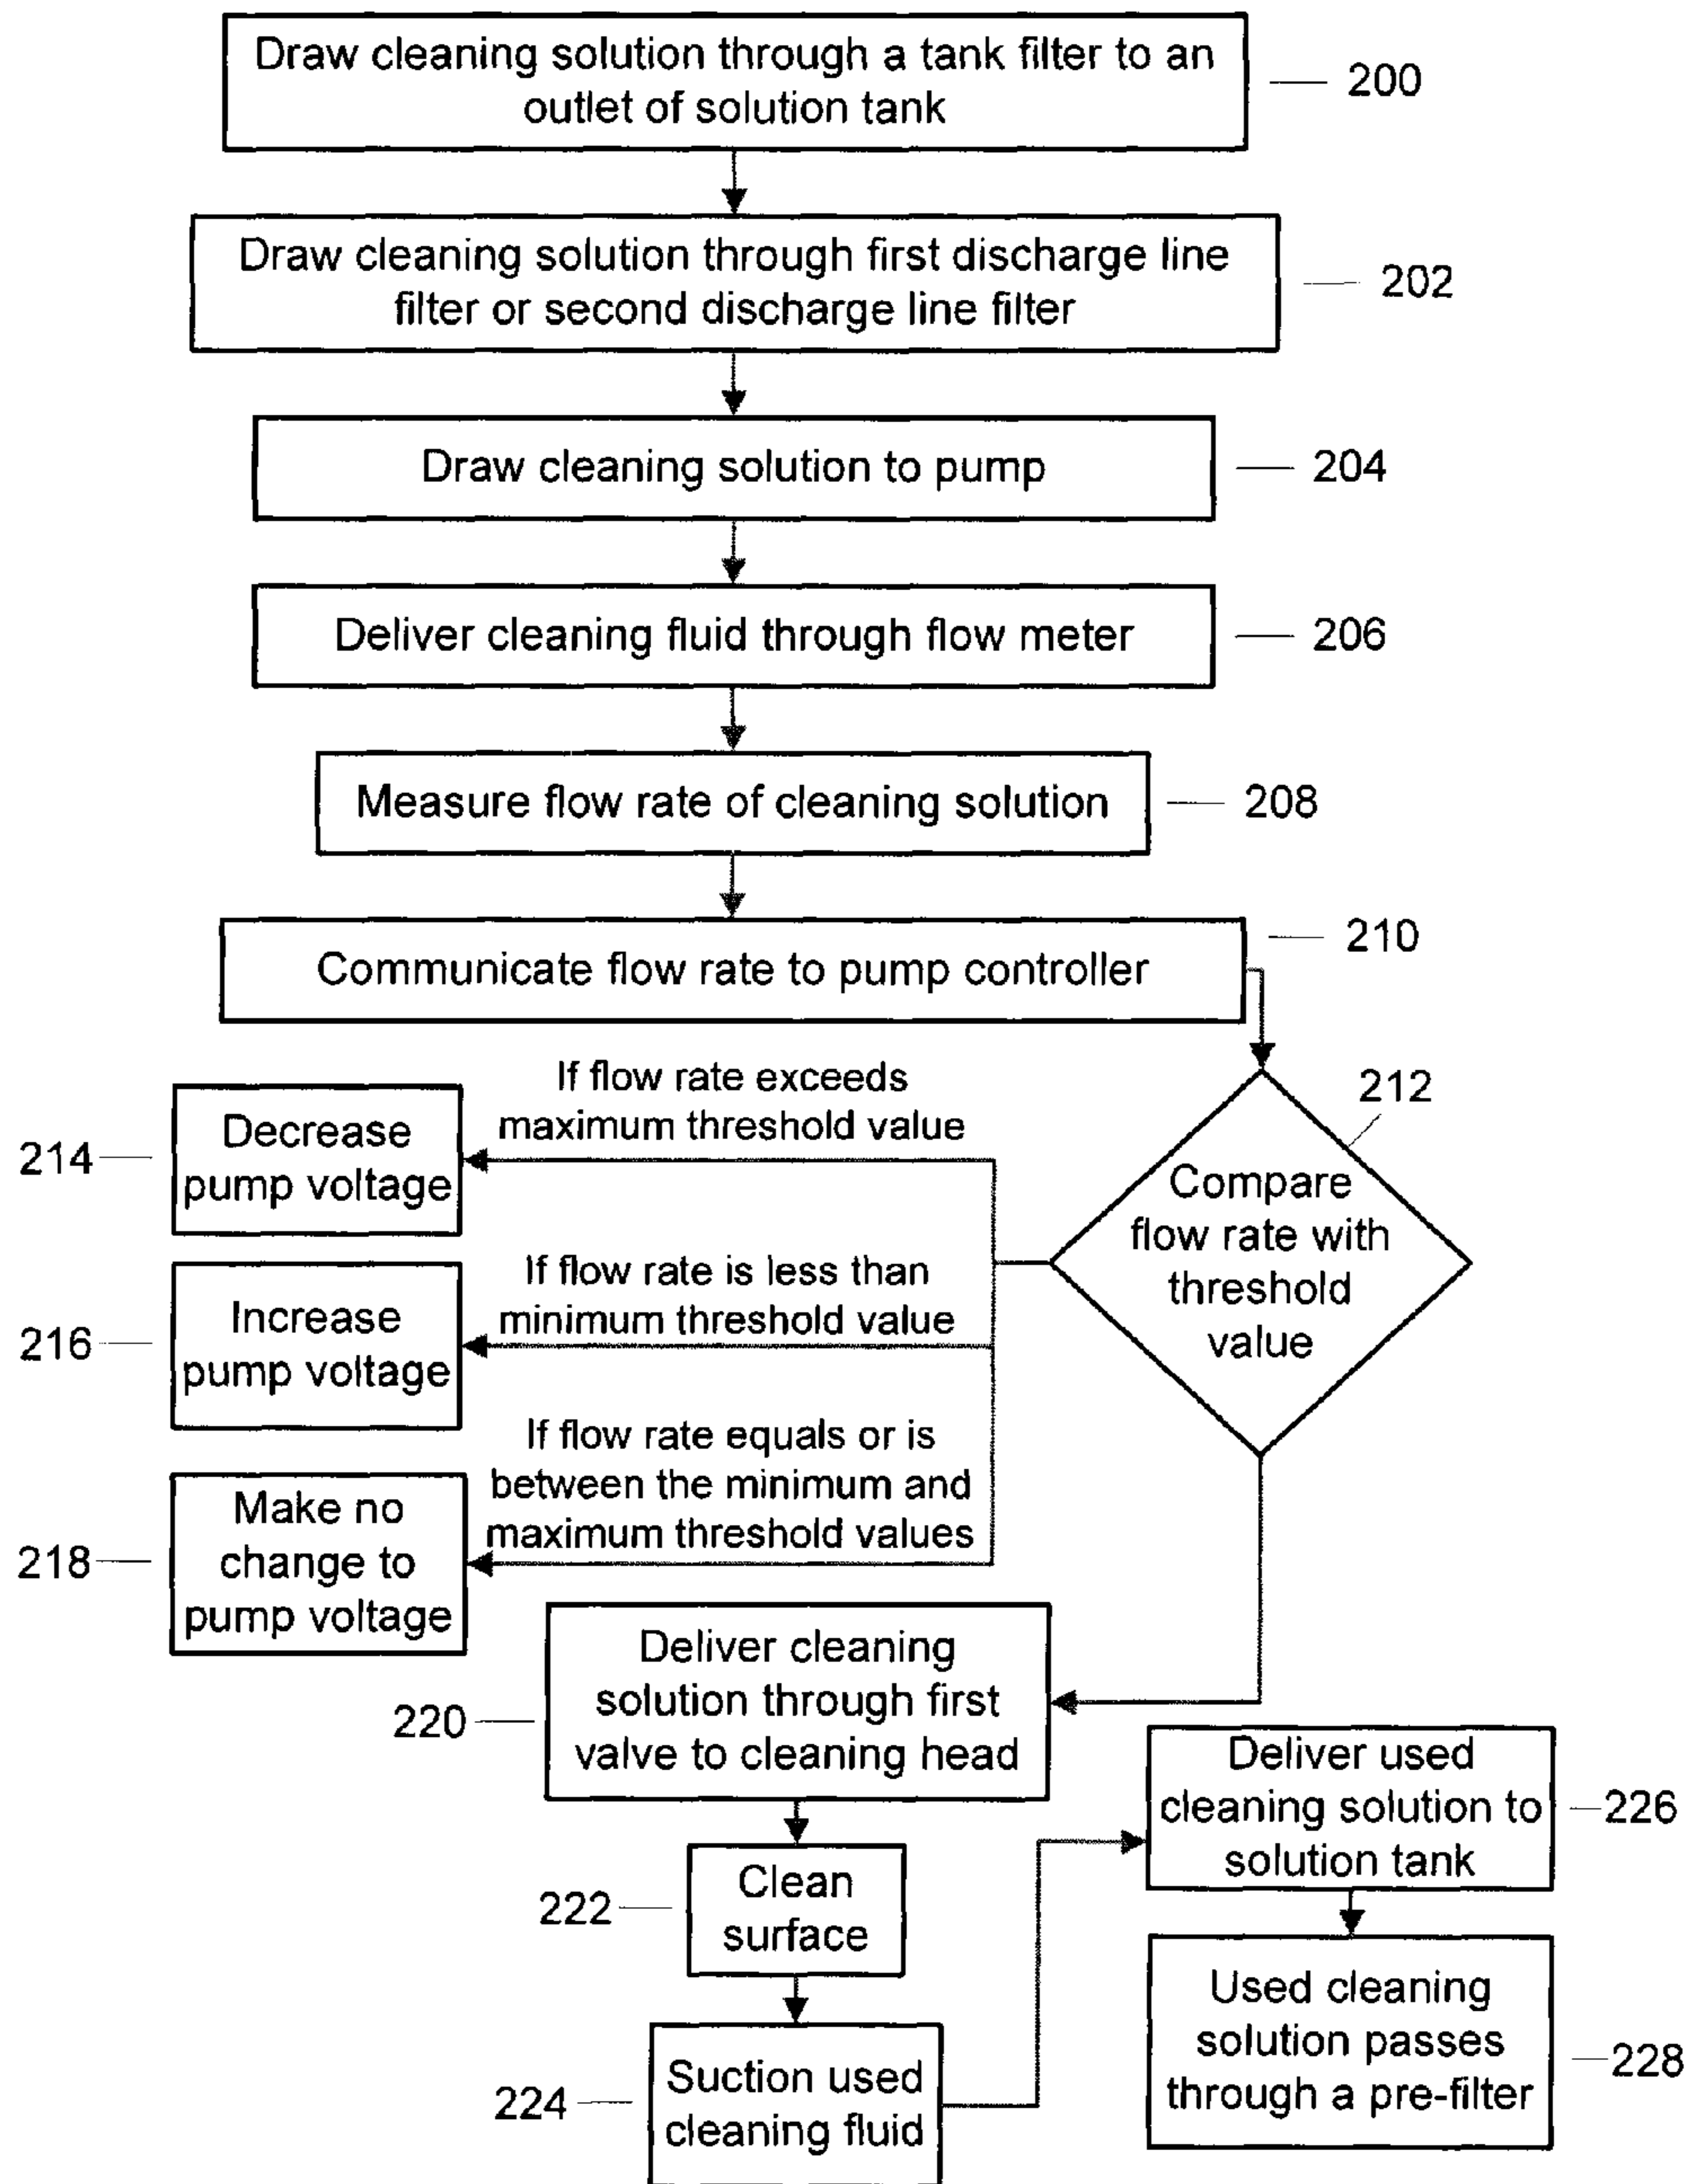 Draw cleaning solution through a tank filter to an
outlet of solution tank
200
Draw cleaning solution through first discharge line
filter or second discharge line filter
202
Draw cleaning solution to pump
204
Deliver cleaning fluid through flow meter
206
Measure flow rate of cleaning solution
208
Communicate flow rate to pump controller
210
212
Compare
flow rate with
threshold
value
If flow rate exceeds
maximum threshold value
214
Decrease
pump voltage
If flow rate is less than
minimum threshold value
216
Increase
pump voltage
If flow rate equals or is
between the minimum and
maximum threshold values
218
Make no
change to
pump voltage
220
Deliver cleaning
solution through first
valve to cleaning head
222
Clean
surface
224
Suction used
cleaning fluid
Deliver used
cleaning solution to
solution tank
226
Used cleaning
solution passes
through a pre-filter
228